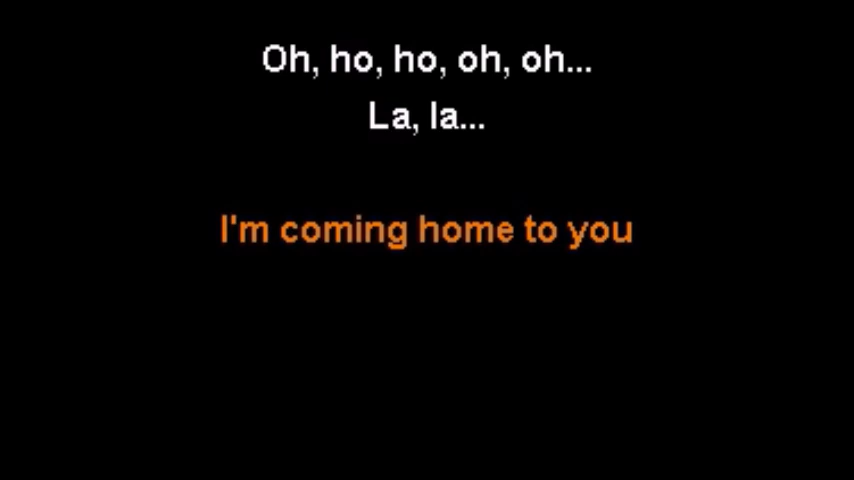 Oh, ho, ho, oh, oh...
La, la...
I'm coming home to you